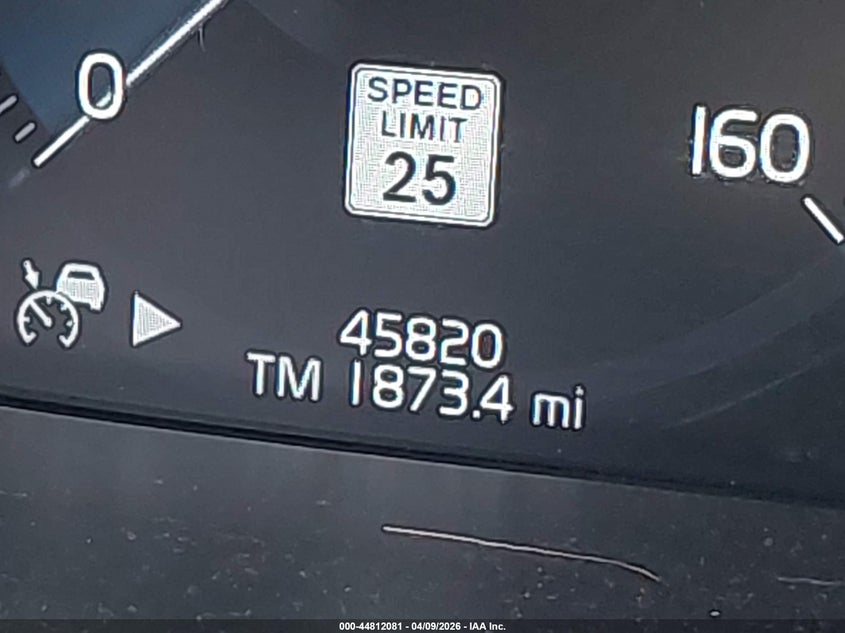 0
SPEED
LIMIT
25
160
45820
TM 1873.4 mi
000-44812081 - 04/09/2026 - IAA Inc.